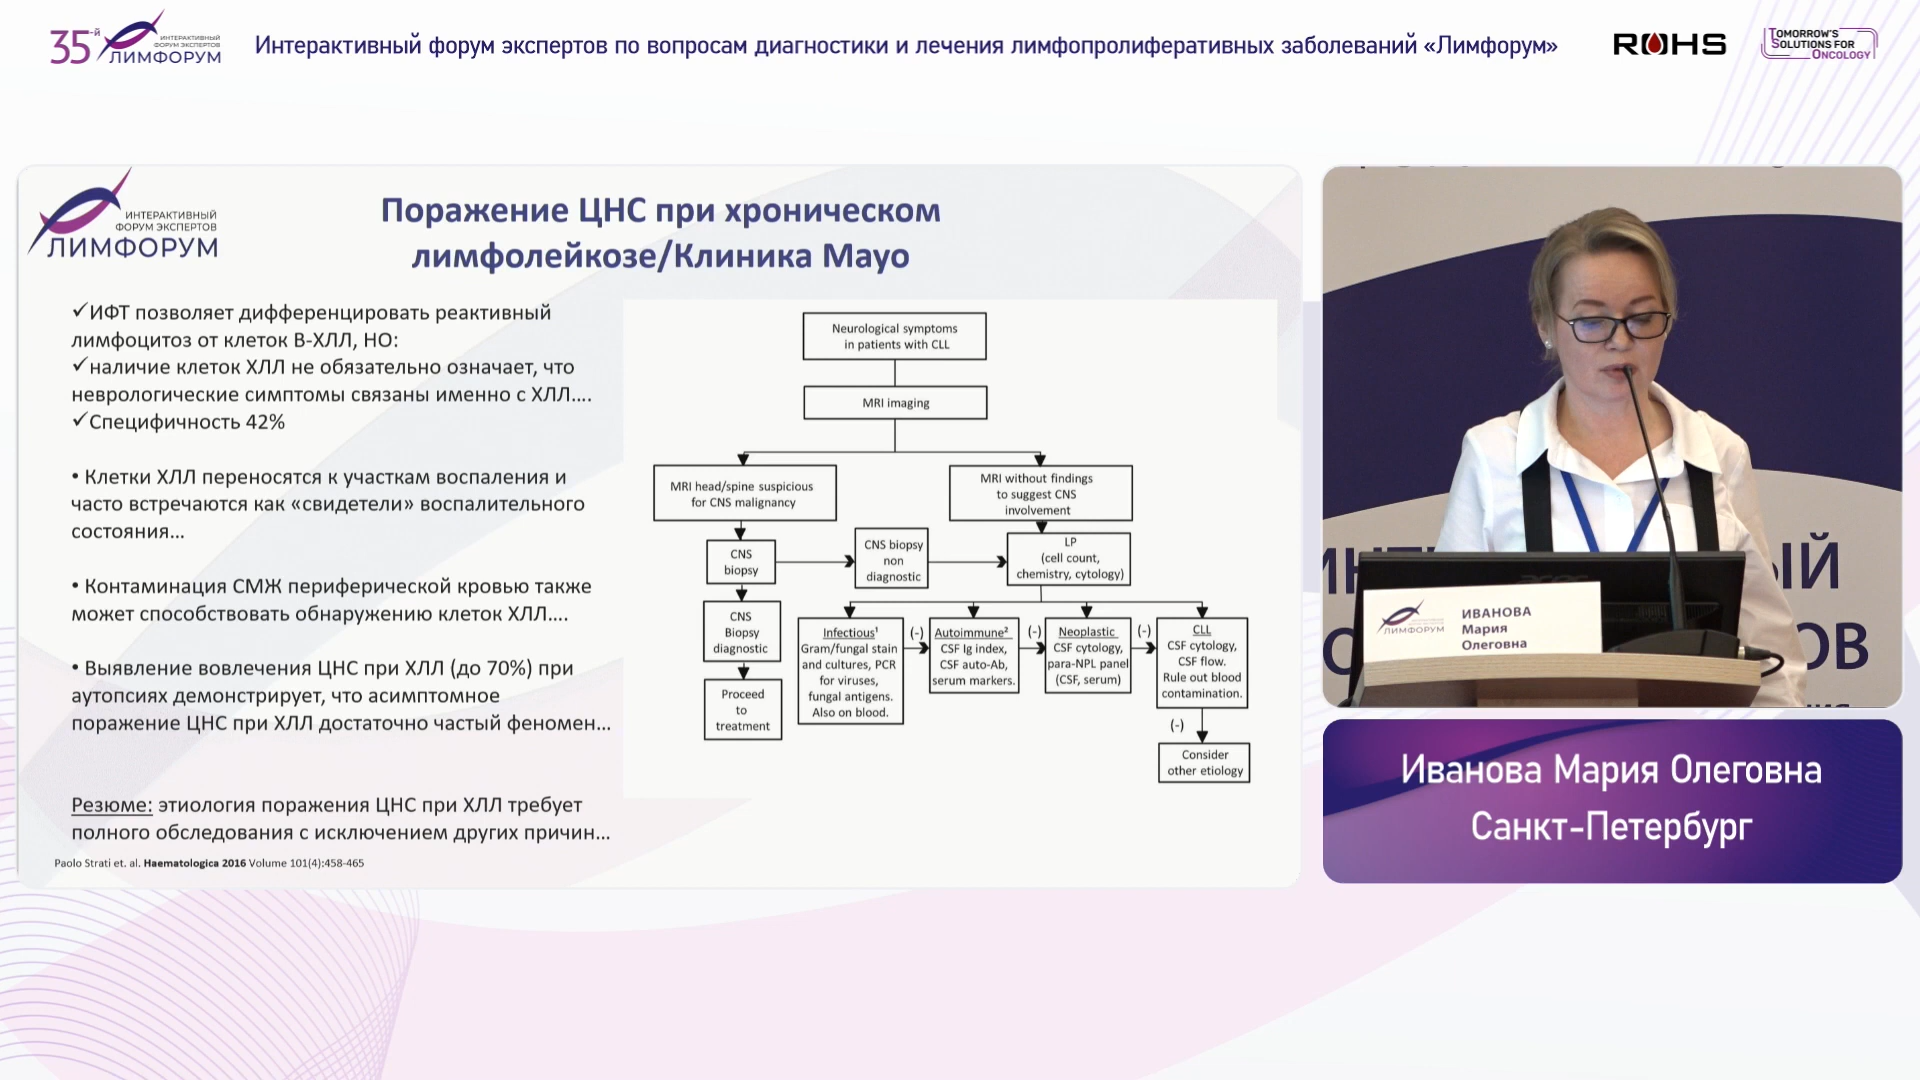 35-й
ИНТЕРАКТИВНЫЙ
ФОРУМ ЭКСПЕРТОВ
ЛИМФОРУМ
Интерактивный форум экспертов по вопросам диагностики и лечения лимфопролиферативных заболеваний «Лимфорум»
ROHS
TOMORROW'S
SOLUTIONS FOR
ONCOLOGY
ИНТЕРАКТИВНЫЙ
ФОРУМ ЭКСПЕРТОВ
ЛИМФОРУМ
Поражение ЦНС при хроническом
лимфолейкозе/Клиника Mayo
✓ИФТ позволяет дифференцировать реактивный
лимфоцитоз от клеток В-ХЛЛ, НО:
✓наличие клеток ХЛЛ не обязательно означает, что
неврологические симптомы связаны именно с ХЛЛ….
✓Специфичность 42%
• Клетки ХЛЛ переносятся к участкам воспаления и
часто встречаются как «свидетели» воспалительного
состояния…
• Контаминация СМЖ периферической кровью также
может способствовать обнаружению клеток ХЛЛ….
• Выявление вовлечения ЦНС при ХЛЛ (до 70%) при
аутопсиях демонстрирует, что асимптомное
поражение ЦНС при ХЛЛ достаточно частый феномен…
Резюме: этиология поражения ЦНС при ХЛЛ требует
полного обследования с исключением других причин…
Paolo Strati et. al. Haematologica 2016 Volume 101(4):458-465
Neurological symptoms
in patients with CLL
MRI imaging
MRI head/spine suspicious
for CNS malignancy
MRI without findings
to suggest CNS
involvement
CNS
biopsy
CNS biopsy
non
diagnostic
LP
(cell count,
chemistry, cytology)
CNS
Biopsy
diagnostic
Proceed
to
treatment
Infectious¹
Gram/fungal stain
and cultures, PCR
for viruses,
fungal antigens.
Also on blood.
(-)
Autoimmune²
CSF Ig index,
CSF auto-Ab,
serum markers.
(-)
Neoplastic
CSF cytology,
para-NPL panel
(CSF, serum)
(-)
CLL
CSF cytology,
CSF flow.
Rule out blood
contamination.
(-)
Consider
other etiology
ЛИМФОРУМ
ИВАНОВА
Мария
Олеговна
Иванова Мария Олеговна
Санкт-Петербург